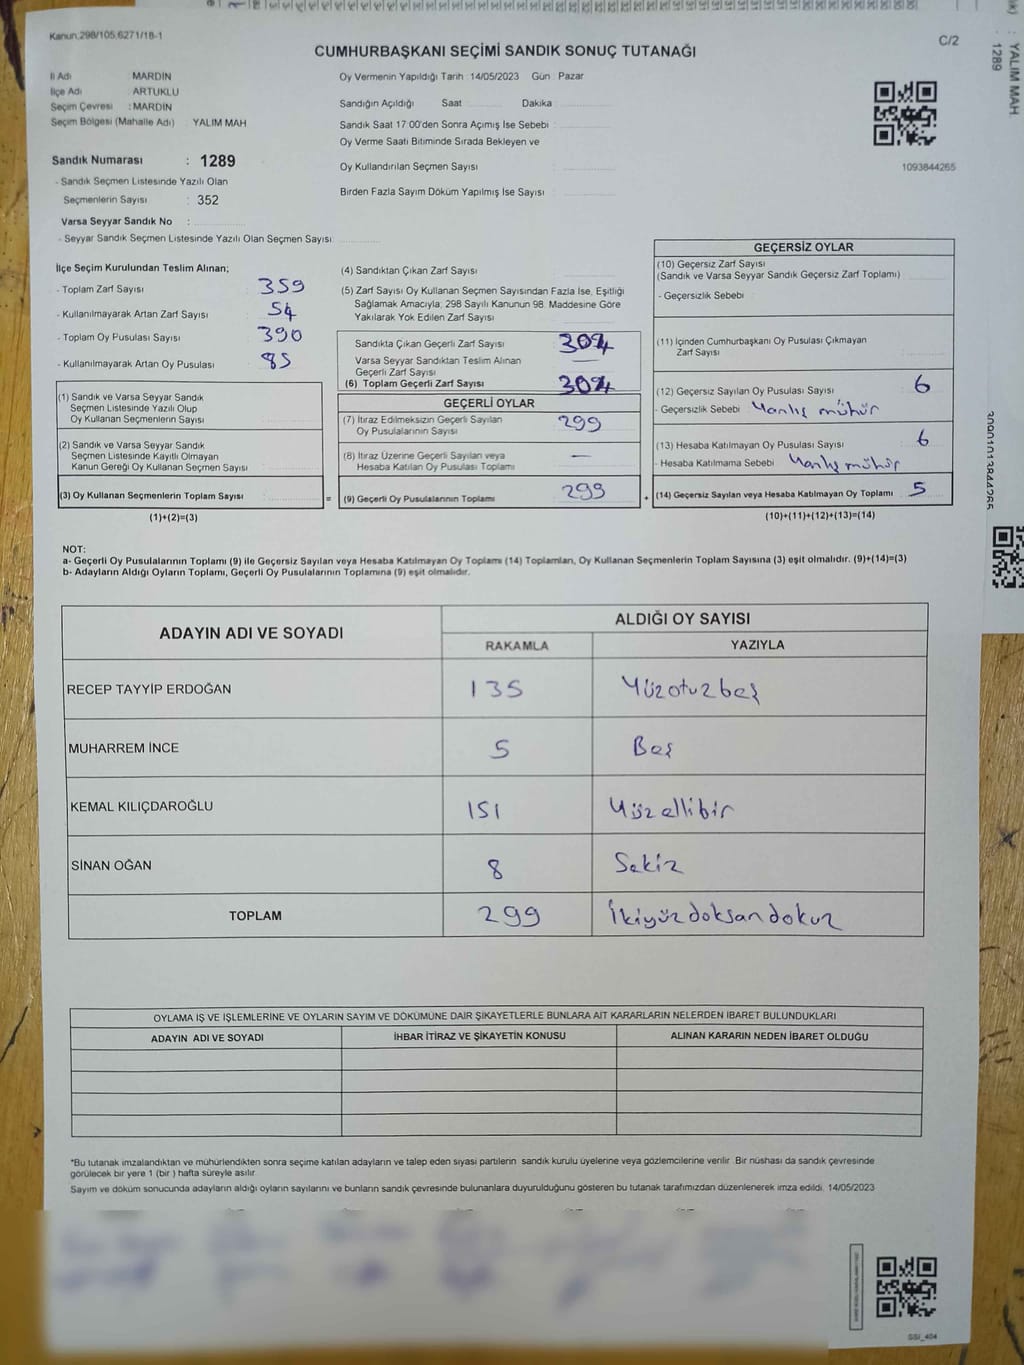 Kanun.298/105,6271/18-1
C/2
CUMHURBAŞKANI SEÇİMİ SANDIK SONUÇ TUTANAĞI
YALIM MAH.
1289
İl Adı MARDİN
İlçe Adı ARTUKLU
Seçim Çevresi : MARDİN
Seçim Bölgesi (Mahalle Adı) : YALIM MAH
Sandık Numarası : 1289
- Sandık Seçmen Listesinde Yazılı Olan
Seçmenlerin Sayısı : 352
Varsa Seyyar Sandık No :
- Seyyar Sandık Seçmen Listesinde Yazılı Olan Seçmen Sayısı:
Oy Vermenin Yapıldığı Tarih :14/05/2023 Gün : Pazar
Sandığın Açıldığı Saat Dakika
Sandık Saat 17:00'den Sonra Açımış İse Sebebi :
Oy Verme Saati Bitiminde Sırada Bekleyen ve
Oy Kullandırılan Seçmen Sayısı :
Birden Fazla Sayım Döküm Yapılmış İse Sayısı :
1093844265
İlçe Seçim Kurulundan Teslim Alınan;
- Toplam Zarf Sayısı : 359
- Kullanılmayarak Artan Zarf Sayısı : 54
- Toplam Oy Pusulası Sayısı : 390
- Kullanılmayarak Artan Oy Pusulası : 85
(1) Sandık ve Varsa Seyyar Sandık
Seçmen Listesinde Yazılı Olup
Oy Kullanan Seçmenlerin Sayısı :
(2) Sandık ve Varsa Seyyar Sandık
Seçmen Listesinde Kayıtlı Olmayan
Kanun Gereği Oy Kullanan Seçmen Sayısı :
(3) Oy Kullanan Seçmenlerin Toplam Sayısı :
(1)+(2)=(3)
=
(4) Sandıktan Çıkan Zarf Sayısı :
(5) Zarf Sayısı Oy Kullanan Seçmen Sayısından Fazla İse, Eşitliği
Sağlamak Amacıyla; 298 Sayılı Kanunun 98. Maddesine Göre
Yakılarak Yok Edilen Zarf Sayısı :
Sandıkta Çıkan Geçerli Zarf Sayısı : 304
Varsa Seyyar Sandıktan Teslim Alınan
Geçerli Zarf Sayısı : —
(6) Toplam Geçerli Zarf Sayısı : 304
GEÇERLİ OYLAR
(7) İtiraz Edilmeksizin Geçerli Sayılan
Oy Pusulalarının Sayısı : 299
(8) İtiraz Üzerine Geçerli Sayılan veya
Hesaba Katılan Oy Pusulası Toplamı : —
(9) Geçerli Oy Pusulalarının Toplamı : 299
+
GEÇERSİZ OYLAR
(10) Geçersiz Zarf Sayısı
(Sandık ve Varsa Seyyar Sandık Geçersiz Zarf Toplamı) :
- Geçersizlik Sebebi :
(11) İçinden Cumhurbaşkanı Oy Pusulası Çıkmayan
Zarf Sayısı :
(12) Geçersiz Sayılan Oy Pusulası Sayısı : 6
- Geçersizlik Sebebi : Yanlış mühür
(13) Hesaba Katılmayan Oy Pusulası Sayısı : 6
- Hesaba Katılmama Sebebi : Yanlış mühür
(14) Geçersiz Sayılan veya Hesaba Katılmayan Oy Toplamı : 5
(10)+(11)+(12)+(13)=(14)
NOT:
a- Geçerli Oy Pusulalarının Toplamı (9) ile Geçersiz Sayılan veya Hesaba Katılmayan Oy Toplamı (14) Toplamları, Oy Kullanan Seçmenlerin Toplam Sayısına (3) eşit olmalıdır. (9)+(14)=(3)
b- Adayların Aldığı Oyların Toplamı, Geçerli Oy Pusulalarının Toplamına (9) eşit olmalıdır.
ADAYIN ADI VE SOYADI ALDIĞI OY SAYISI
RAKAMLA YAZIYLA
RECEP TAYYİP ERDOĞAN 135 Yüzotuzbeş
MUHARREM İNCE 5 Beş
KEMAL KILIÇDAROĞLU 151 Yüzellibir
SİNAN OĞAN 8 Sekiz
TOPLAM 299 İkiyüz doksan dokuz
OYLAMA İŞ VE İŞLEMLERİNE VE OYLARIN SAYIM VE DÖKÜMÜNE DAİR ŞİKAYETLERLE BUNLARA AİT KARARLARIN NELERDEN İBARET BULUNDUKLARI
ADAYIN ADI VE SOYADI İHBAR İTİRAZ VE ŞİKAYETİN KONUSU ALINAN KARARIN NEDEN İBARET OLDUĞU
*Bu tutanak imzalandıktan ve mühürlendikten sonra seçime katılan adayların ve talep eden siyasi partilerin sandık kurulu üyelerine veya gözlemcilerine verilir. Bir nüshası da sandık çevresinde
görülecek bir yere 1 (bir ) hafta süreyle asılır.
Sayım ve döküm sonucunda adayların aldığı oyların sayılarını ve bunların sandık çevresinde bulunanlara duyurulduğunu gösteren bu tutanak tarafımızdan düzenlenerek imza edildi. 14/05/2023
SSI_404